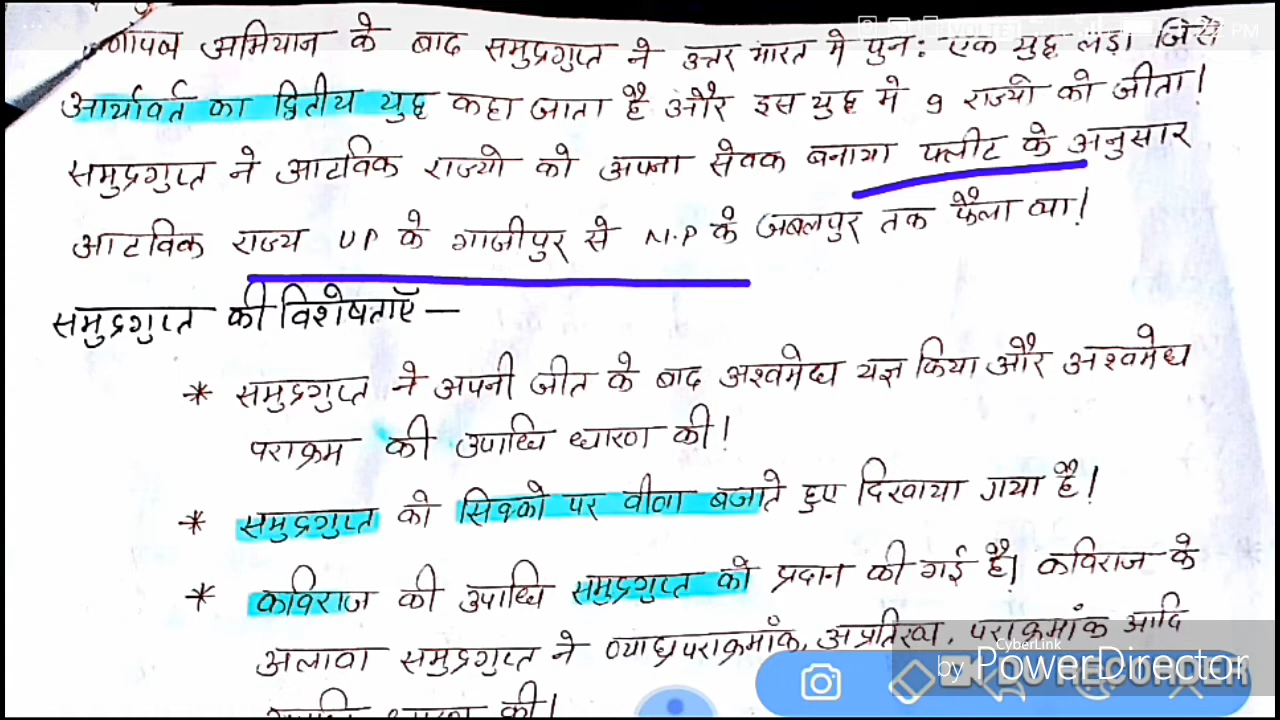 अभियान के बाद समुद्रगुप्त ने उत्तर भारत मे पुन: एक युद्ध लड़ा जिसे
आर्यावर्त का द्वितीय युद्ध कहा जाता है और इस युद्ध मे 9 राज्यो को जीता!
समुद्रगुप्त ने आटविक राज्यो को अपना सेवक बनाया फ्लीट के अनुसार
आटविक राज्य UP के गाजीपुर से M.P के जबलपुर तक फैला था!
समुद्रगुप्त की विशेषताएँ —
* समुद्रगुप्त ने अपनी जीत के बाद अश्वमेध यज्ञ किया और अश्वमेध
पराक्रम की उपाधि धारण की!
* समुद्रगुप्त को सिक्को पर वीणा बजाते हुए दिखाया गया है!
* कविराज की उपाधि समुद्रगुप्त को प्रदान की गई है। कविराज के
अलावा समुद्रगुप्त ने व्याघ्रपराक्रमांक, अप्रतिरथ, पराक्रमांक आदि
CyberLink
by PowerDirector
RECORDER
की!